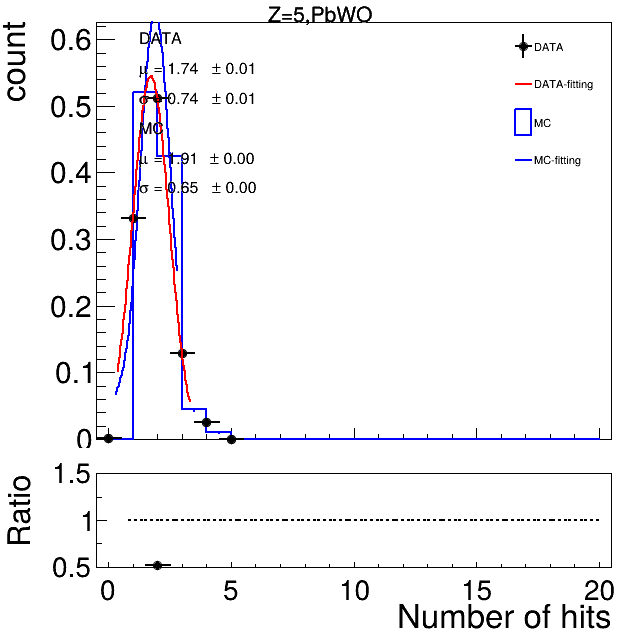 Z=5,PbWO
count
0.6
0.5
0.4
0.3
0.2
0.1
0
DATA
μ = 1.74 ± 0.01
σ = 0.74 ± 0.01
MC
μ = 1.91 ± 0.00
σ = 0.65 ± 0.00
DATA
DATA-fitting
MC
MC-fitting
Ratio
1.5
1
0.5
0 5 10 15 20
Number of hits